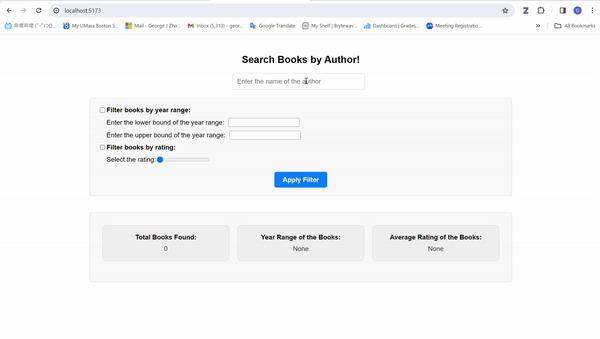 localhost:5173
My UMass Boston S...
Mail - George J Zha...
Inbox (5,310) - geor...
Google Translate
My Shelf | Brytewav...
Dashboard | Grades...
Meeting Registratio...
»
All Bookmarks
Search Books by Author!
Enter the name of the author
Filter books by year range:
Enter the lower bound of the year range:
Enter the upper bound of the year range:
Filter books by rating:
Select the rating:
Apply Filter
Total Books Found:
0
Year Range of the Books:
None
Average Rating of the Books:
None